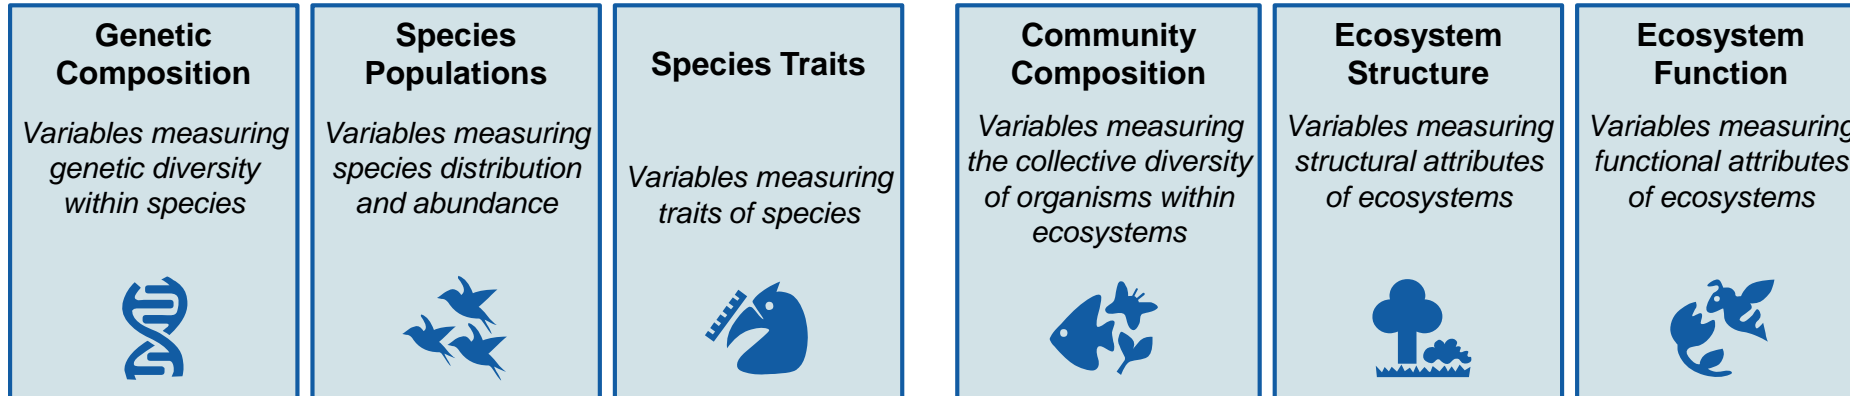 Genetic
Composition
Variables measuring
genetic diversity
within species
Species
Populations
Variables measuring
species distribution
and abundance
Species Traits
Variables measuring
traits of species
Community
Composition
Variables measuring
the collective diversity
of organisms within
ecosystems
Ecosystem
Structure
Variables measuring
structural attributes
of ecosystems
Ecosystem
Function
Variables measuring
functional attributes
of ecosystems